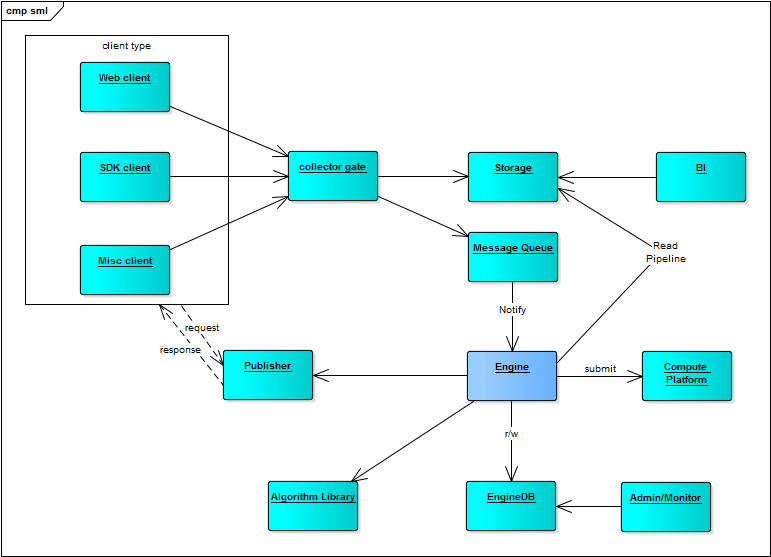 cmp sml
client type
Web client
SDK client
collector gate
Storage
BI
Misc client
Message Queue
Read
Pipeline
Notify
request
response
Publisher
Engine
submit
Compute
Platform
r/w
Algorithm Library
EngineDB
Admin/Monitor